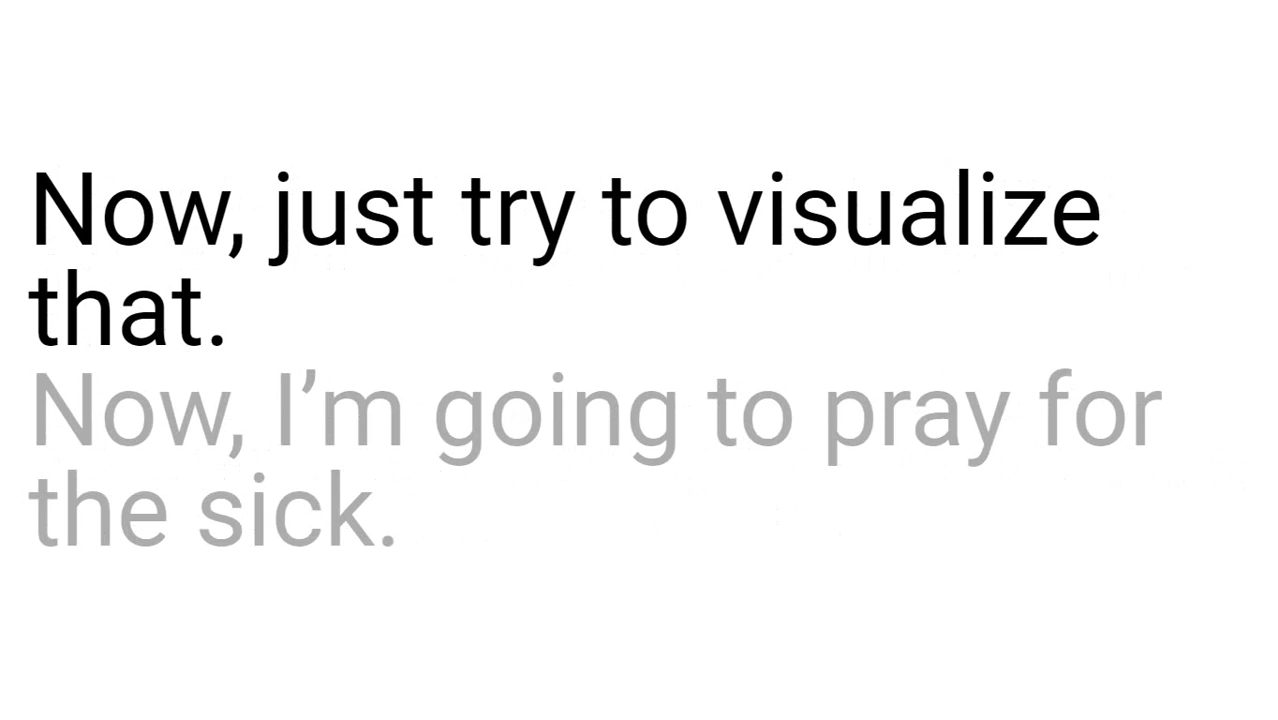 Now, just try to visualize
that.
Now, I’m going to pray for
the sick.